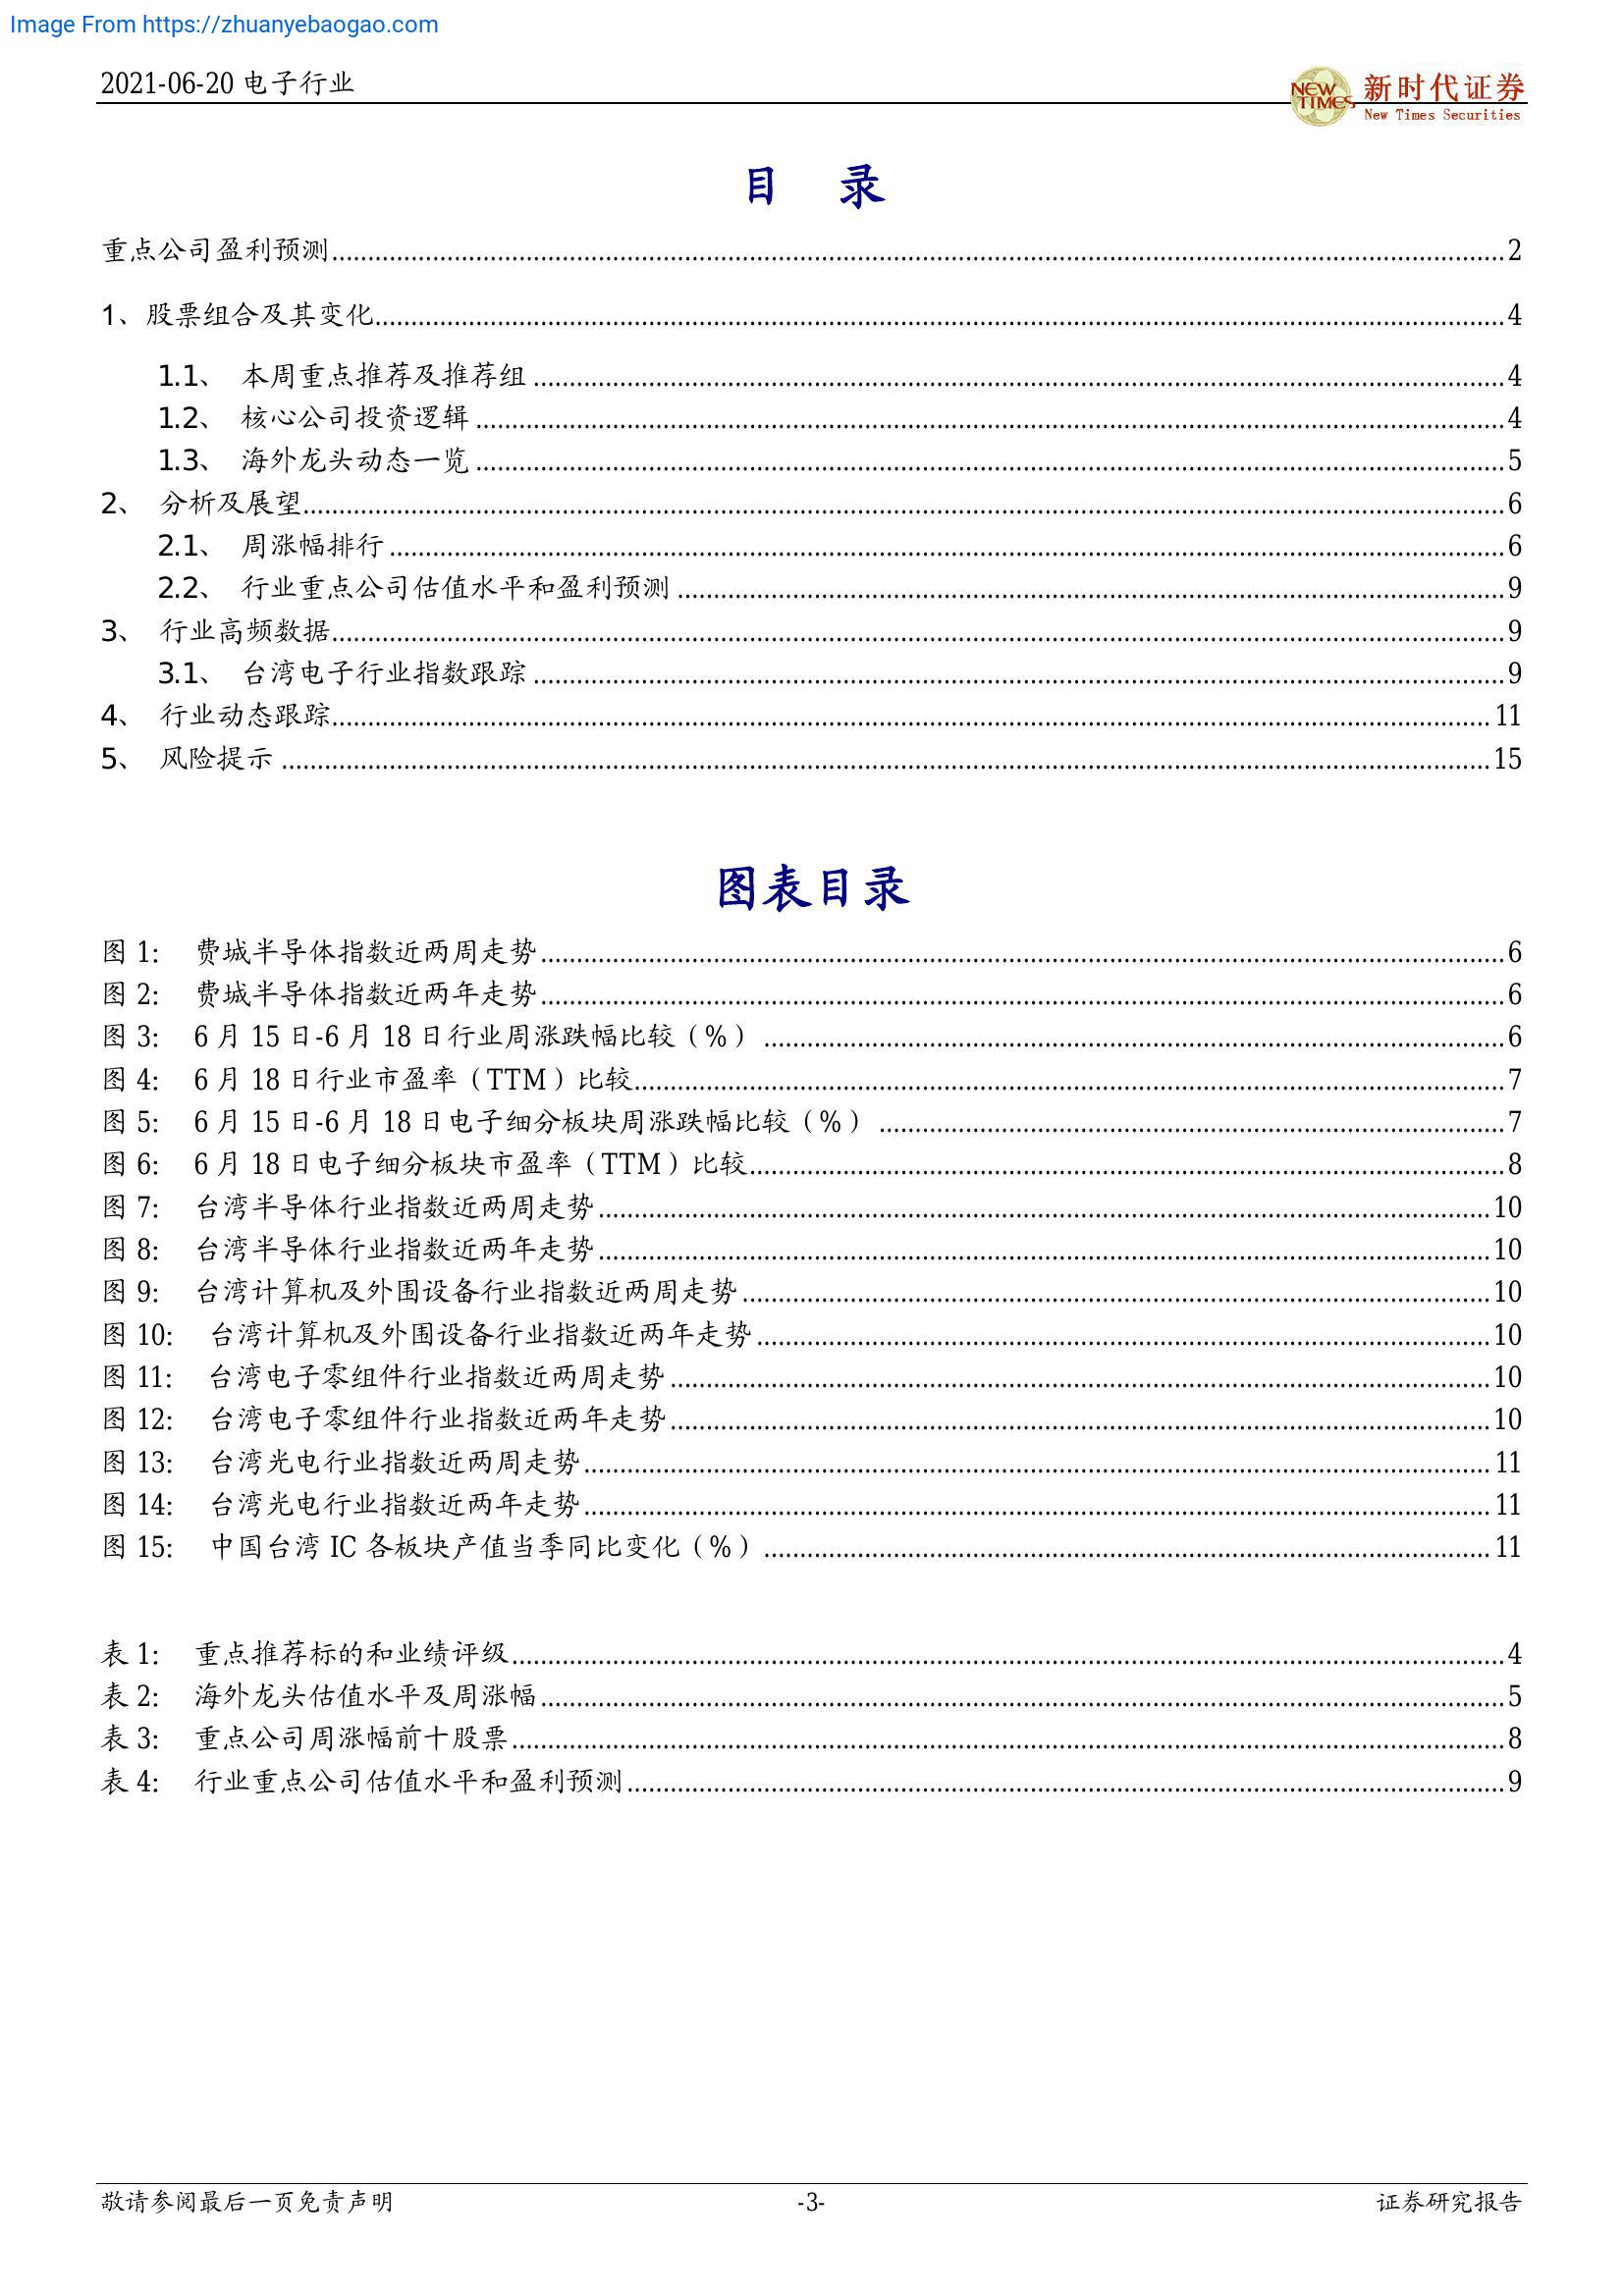 Image From https://zhuanyebaogao.com
2021-06-20 电子行业
NEW TIMES 新时代证券
New Times Securities
目 录
重点公司盈利预测 2
1、股票组合及其变化 4
1.1、 本周重点推荐及推荐组 4
1.2、 核心公司投资逻辑 4
1.3、 海外龙头动态一览 5
2、 分析及展望 6
2.1、 周涨幅排行 6
2.2、 行业重点公司估值水平和盈利预测 9
3、 行业高频数据 9
3.1、 台湾电子行业指数跟踪 9
4、 行业动态跟踪 11
5、 风险提示 15
图表目录
图 1: 费城半导体指数近两周走势 6
图 2: 费城半导体指数近两年走势 6
图 3: 6 月 15 日-6 月 18 日行业周涨跌幅比较（%） 6
图 4: 6 月 18 日行业市盈率（TTM）比较 7
图 5: 6 月 15 日-6 月 18 日电子细分板块周涨跌幅比较（%） 7
图 6: 6 月 18 日电子细分板块市盈率（TTM）比较 8
图 7: 台湾半导体行业指数近两周走势 10
图 8: 台湾半导体行业指数近两年走势 10
图 9: 台湾计算机及外围设备行业指数近两周走势 10
图 10: 台湾计算机及外围设备行业指数近两年走势 10
图 11: 台湾电子零组件行业指数近两周走势 10
图 12: 台湾电子零组件行业指数近两年走势 10
图 13: 台湾光电行业指数近两周走势 11
图 14: 台湾光电行业指数近两年走势 11
图 15: 中国台湾 IC 各板块产值当季同比变化（%） 11
表 1: 重点推荐标的和业绩评级 4
表 2: 海外龙头估值水平及周涨幅 5
表 3: 重点公司周涨幅前十股票 8
表 4: 行业重点公司估值水平和盈利预测 9
敬请参阅最后一页免责声明 -3- 证券研究报告